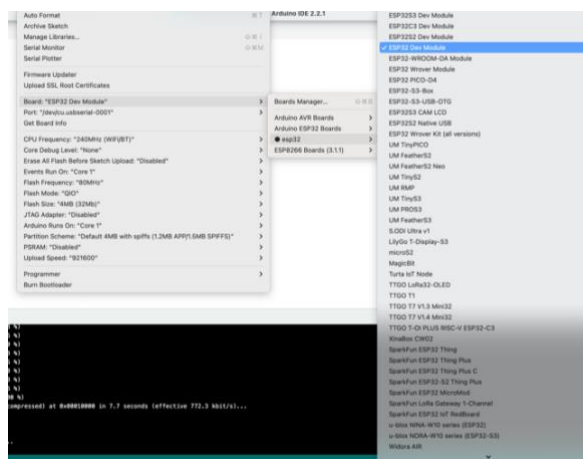 Arduino IDE 2.2.1
Auto Format ⌘ T
Archive Sketch
Manage Libraries... ⇧ ⌘ I
Serial Monitor ⇧ ⌘M
Serial Plotter
Firmware Updater
Upload SSL Root Certificates
Board: "ESP32 Dev Module"
Port: "/dev/cu.usbserial-0001"
Get Board Info
CPU Frequency: "240MHz (WiFi/BT)"
Core Debug Level: "None"
Erase All Flash Before Sketch Upload: "Disabled"
Events Run On: "Core 1"
Flash Frequency: "80MHz"
Flash Mode: "QIO"
Flash Size: "4MB (32Mb)"
JTAG Adapter: "Disabled"
Arduino Runs On: "Core 1"
Partition Scheme: "Default 4MB with spiffs (1.2MB APP/1.5MB SPIFFS)"
PSRAM: "Disabled"
Upload Speed: "921600"
Programmer
Burn Bootloader
Boards Manager... ⇧ ⌘ B
Arduino AVR Boards
Arduino ESP32 Boards
esp32
ESP8266 Boards (3.1.1)
ESP32S3 Dev Module
ESP32C3 Dev Module
ESP32S2 Dev Module
✓ ESP32 Dev Module
ESP32-WROOM-DA Module
ESP32 Wrover Module
ESP32 PICO-D4
ESP32-S3-Box
ESP32-S3-USB-OTG
ESP32S3 CAM LCD
ESP32S2 Native USB
ESP32 Wrover Kit (all versions)
UM TinyPICO
UM FeatherS2
UM FeatherS2 Neo
UM TinyS2
UM RMP
UM TinyS3
UM PROS3
UM FeatherS3
S.ODI Ultra v1
LilyGo T-Display-S3
microS2
MagicBit
Turta IoT Node
TTGO LoRa32-OLED
TTGO T1
TTGO T7 V1.3 Mini32
TTGO T7 V1.4 Mini32
TTGO T-OI PLUS RISC-V ESP32-C3
XinaBox CW02
SparkFun ESP32 Thing
SparkFun ESP32 Thing Plus
SparkFun ESP32 Thing Plus C
SparkFun ESP32-S2 Thing Plus
SparkFun ESP32 MicroMod
SparkFun LoRa Gateway 1-Channel
SparkFun ESP32 IoT RedBoard
u-blox NINA-W10 series (ESP32)
u-blox NORA-W10 series (ESP32-S3)
Widora AIR
%)
%)
%)
%)
%)
%)
ompressed) at 0x00010000 in 7.7 seconds (effective 772.3 kbit/s)...